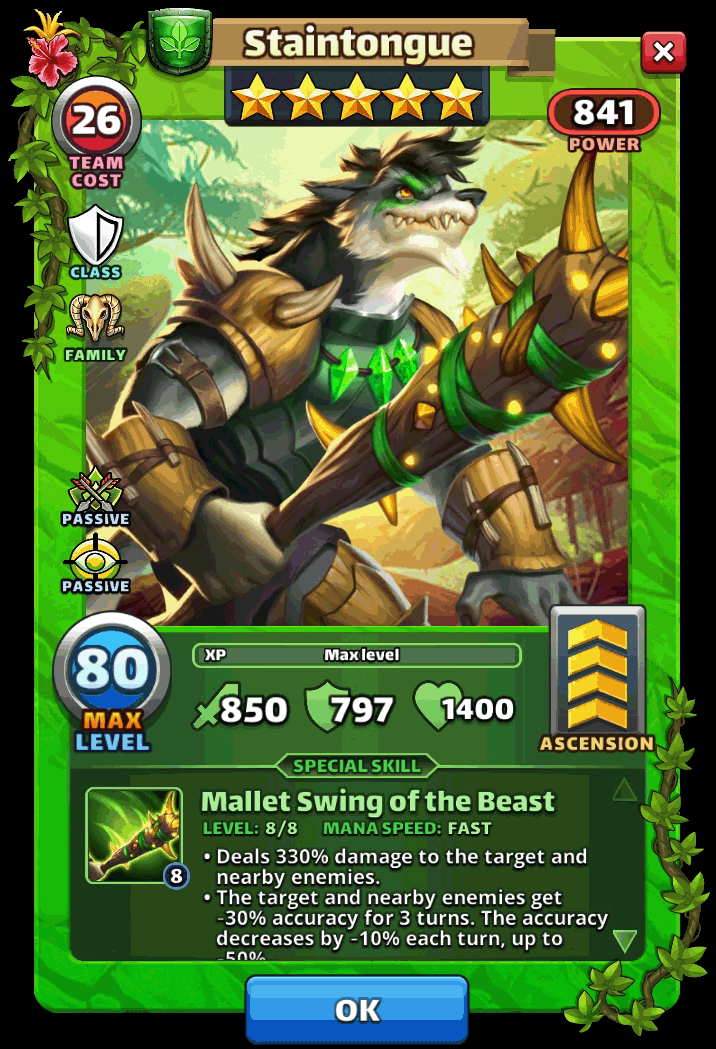 Staintongue
26
TEAM
COST
841
POWER
CLASS
FAMILY
PASSIVE
PASSIVE
80
MAX
LEVEL
XP Max level
850 797 1400
ASCENSION
SPECIAL SKILL
Mallet Swing of the Beast
LEVEL: 8/8 MANA SPEED: FAST
8
• Deals 330% damage to the target and
nearby enemies.
• The target and nearby enemies get
-30% accuracy for 3 turns. The accuracy
decreases by -10% each turn, up to
-50%
OK